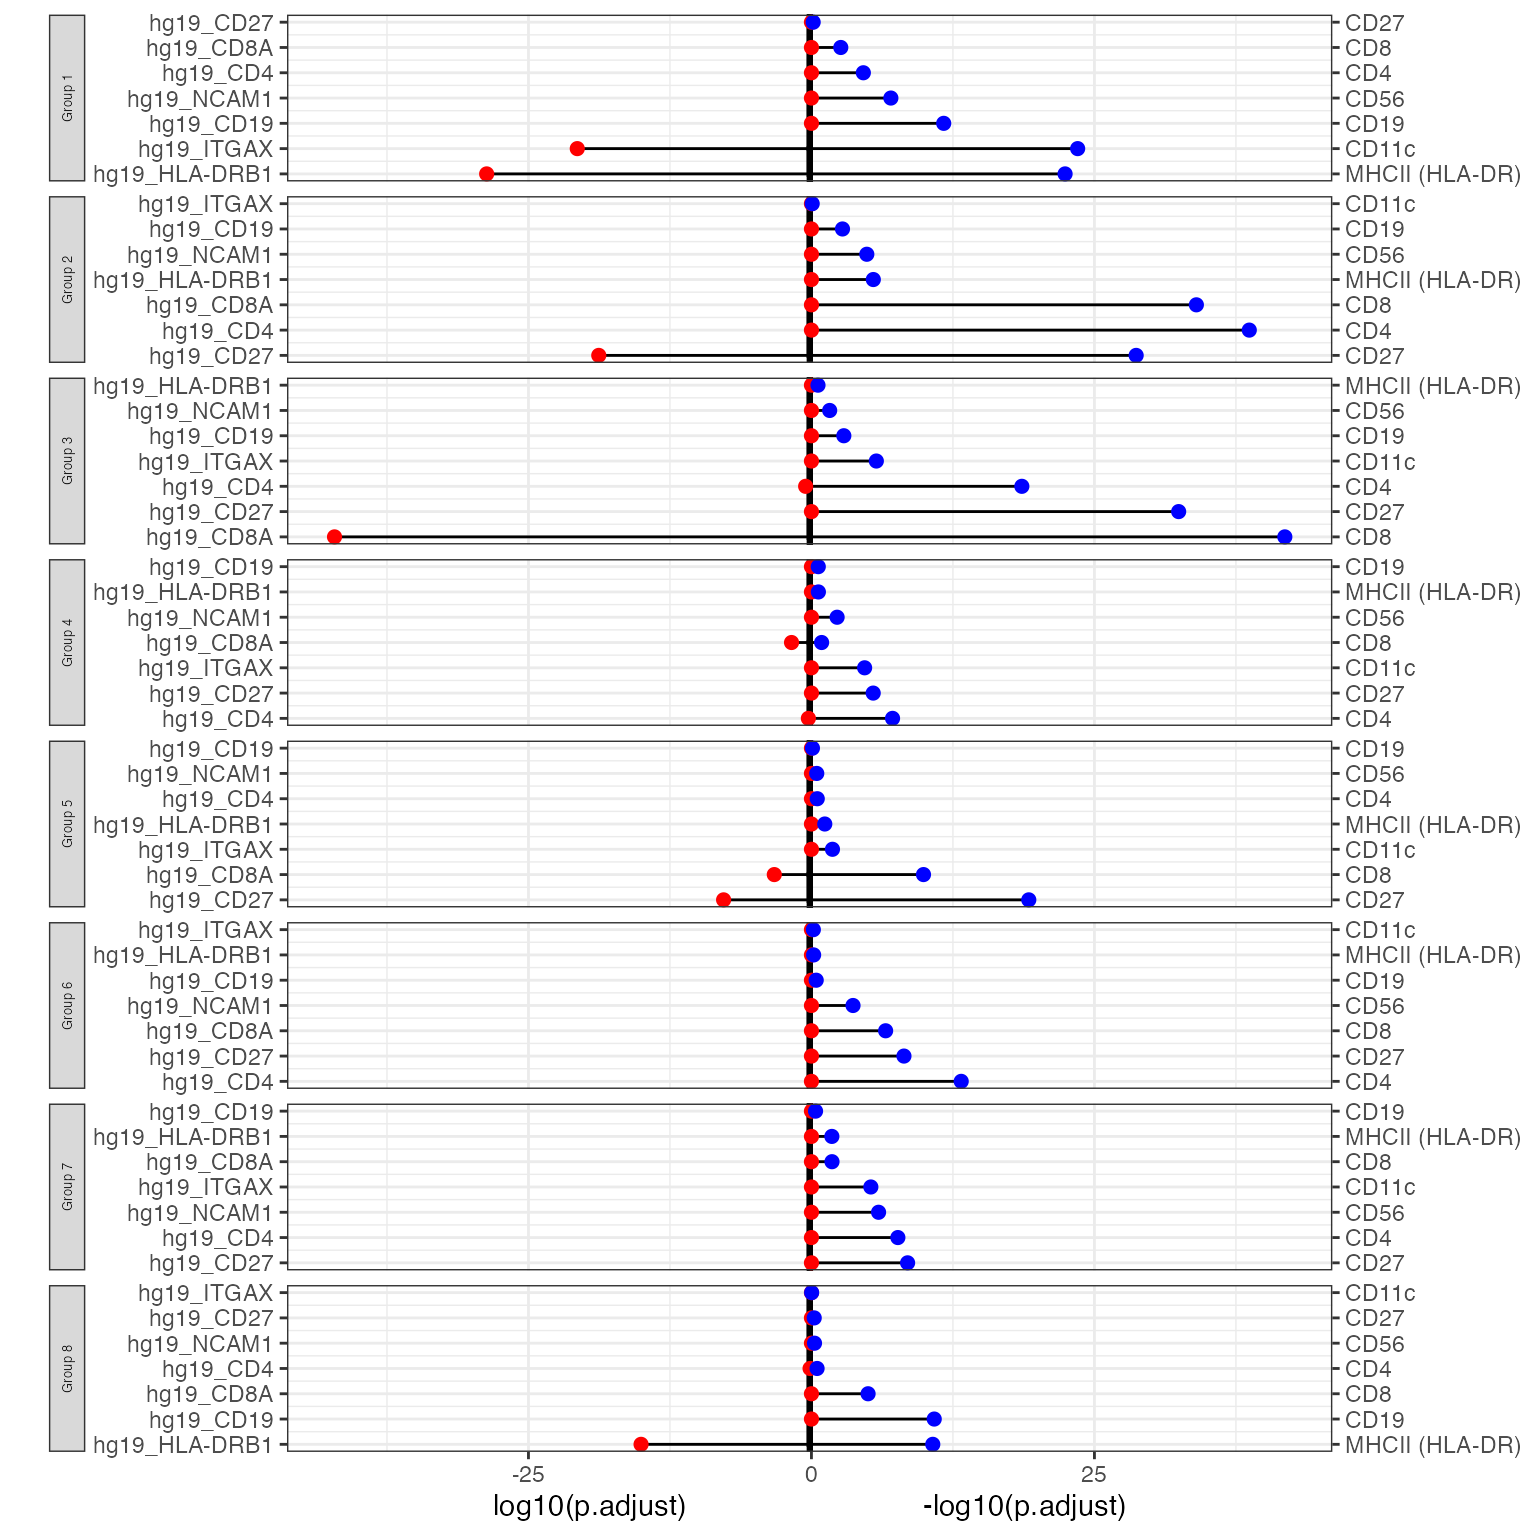 Group 1
hg19_CD27 CD27
hg19_CD8A CD8
hg19_CD4 CD4
hg19_NCAM1 CD56
hg19_CD19 CD19
hg19_ITGAX CD11c
hg19_HLA-DRB1 MHCII (HLA-DR)
Group 2
hg19_ITGAX CD11c
hg19_CD19 CD19
hg19_NCAM1 CD56
hg19_HLA-DRB1 MHCII (HLA-DR)
hg19_CD8A CD8
hg19_CD4 CD4
hg19_CD27 CD27
Group 3
hg19_HLA-DRB1 MHCII (HLA-DR)
hg19_NCAM1 CD56
hg19_CD19 CD19
hg19_ITGAX CD11c
hg19_CD4 CD4
hg19_CD27 CD27
hg19_CD8A CD8
Group 4
hg19_CD19 CD19
hg19_HLA-DRB1 MHCII (HLA-DR)
hg19_NCAM1 CD56
hg19_CD8A CD8
hg19_ITGAX CD11c
hg19_CD27 CD27
hg19_CD4 CD4
Group 5
hg19_CD19 CD19
hg19_NCAM1 CD56
hg19_CD4 CD4
hg19_HLA-DRB1 MHCII (HLA-DR)
hg19_ITGAX CD11c
hg19_CD8A CD8
hg19_CD27 CD27
Group 6
hg19_ITGAX CD11c
hg19_HLA-DRB1 MHCII (HLA-DR)
hg19_CD19 CD19
hg19_NCAM1 CD56
hg19_CD8A CD8
hg19_CD27 CD27
hg19_CD4 CD4
Group 7
hg19_CD19 CD19
hg19_HLA-DRB1 MHCII (HLA-DR)
hg19_CD8A CD8
hg19_ITGAX CD11c
hg19_NCAM1 CD56
hg19_CD4 CD4
hg19_CD27 CD27
Group 8
hg19_ITGAX CD11c
hg19_CD27 CD27
hg19_NCAM1 CD56
hg19_CD4 CD4
hg19_CD8A CD8
hg19_CD19 CD19
hg19_HLA-DRB1 MHCII (HLA-DR)
-25 0 25
log10(p.adjust) -log10(p.adjust)